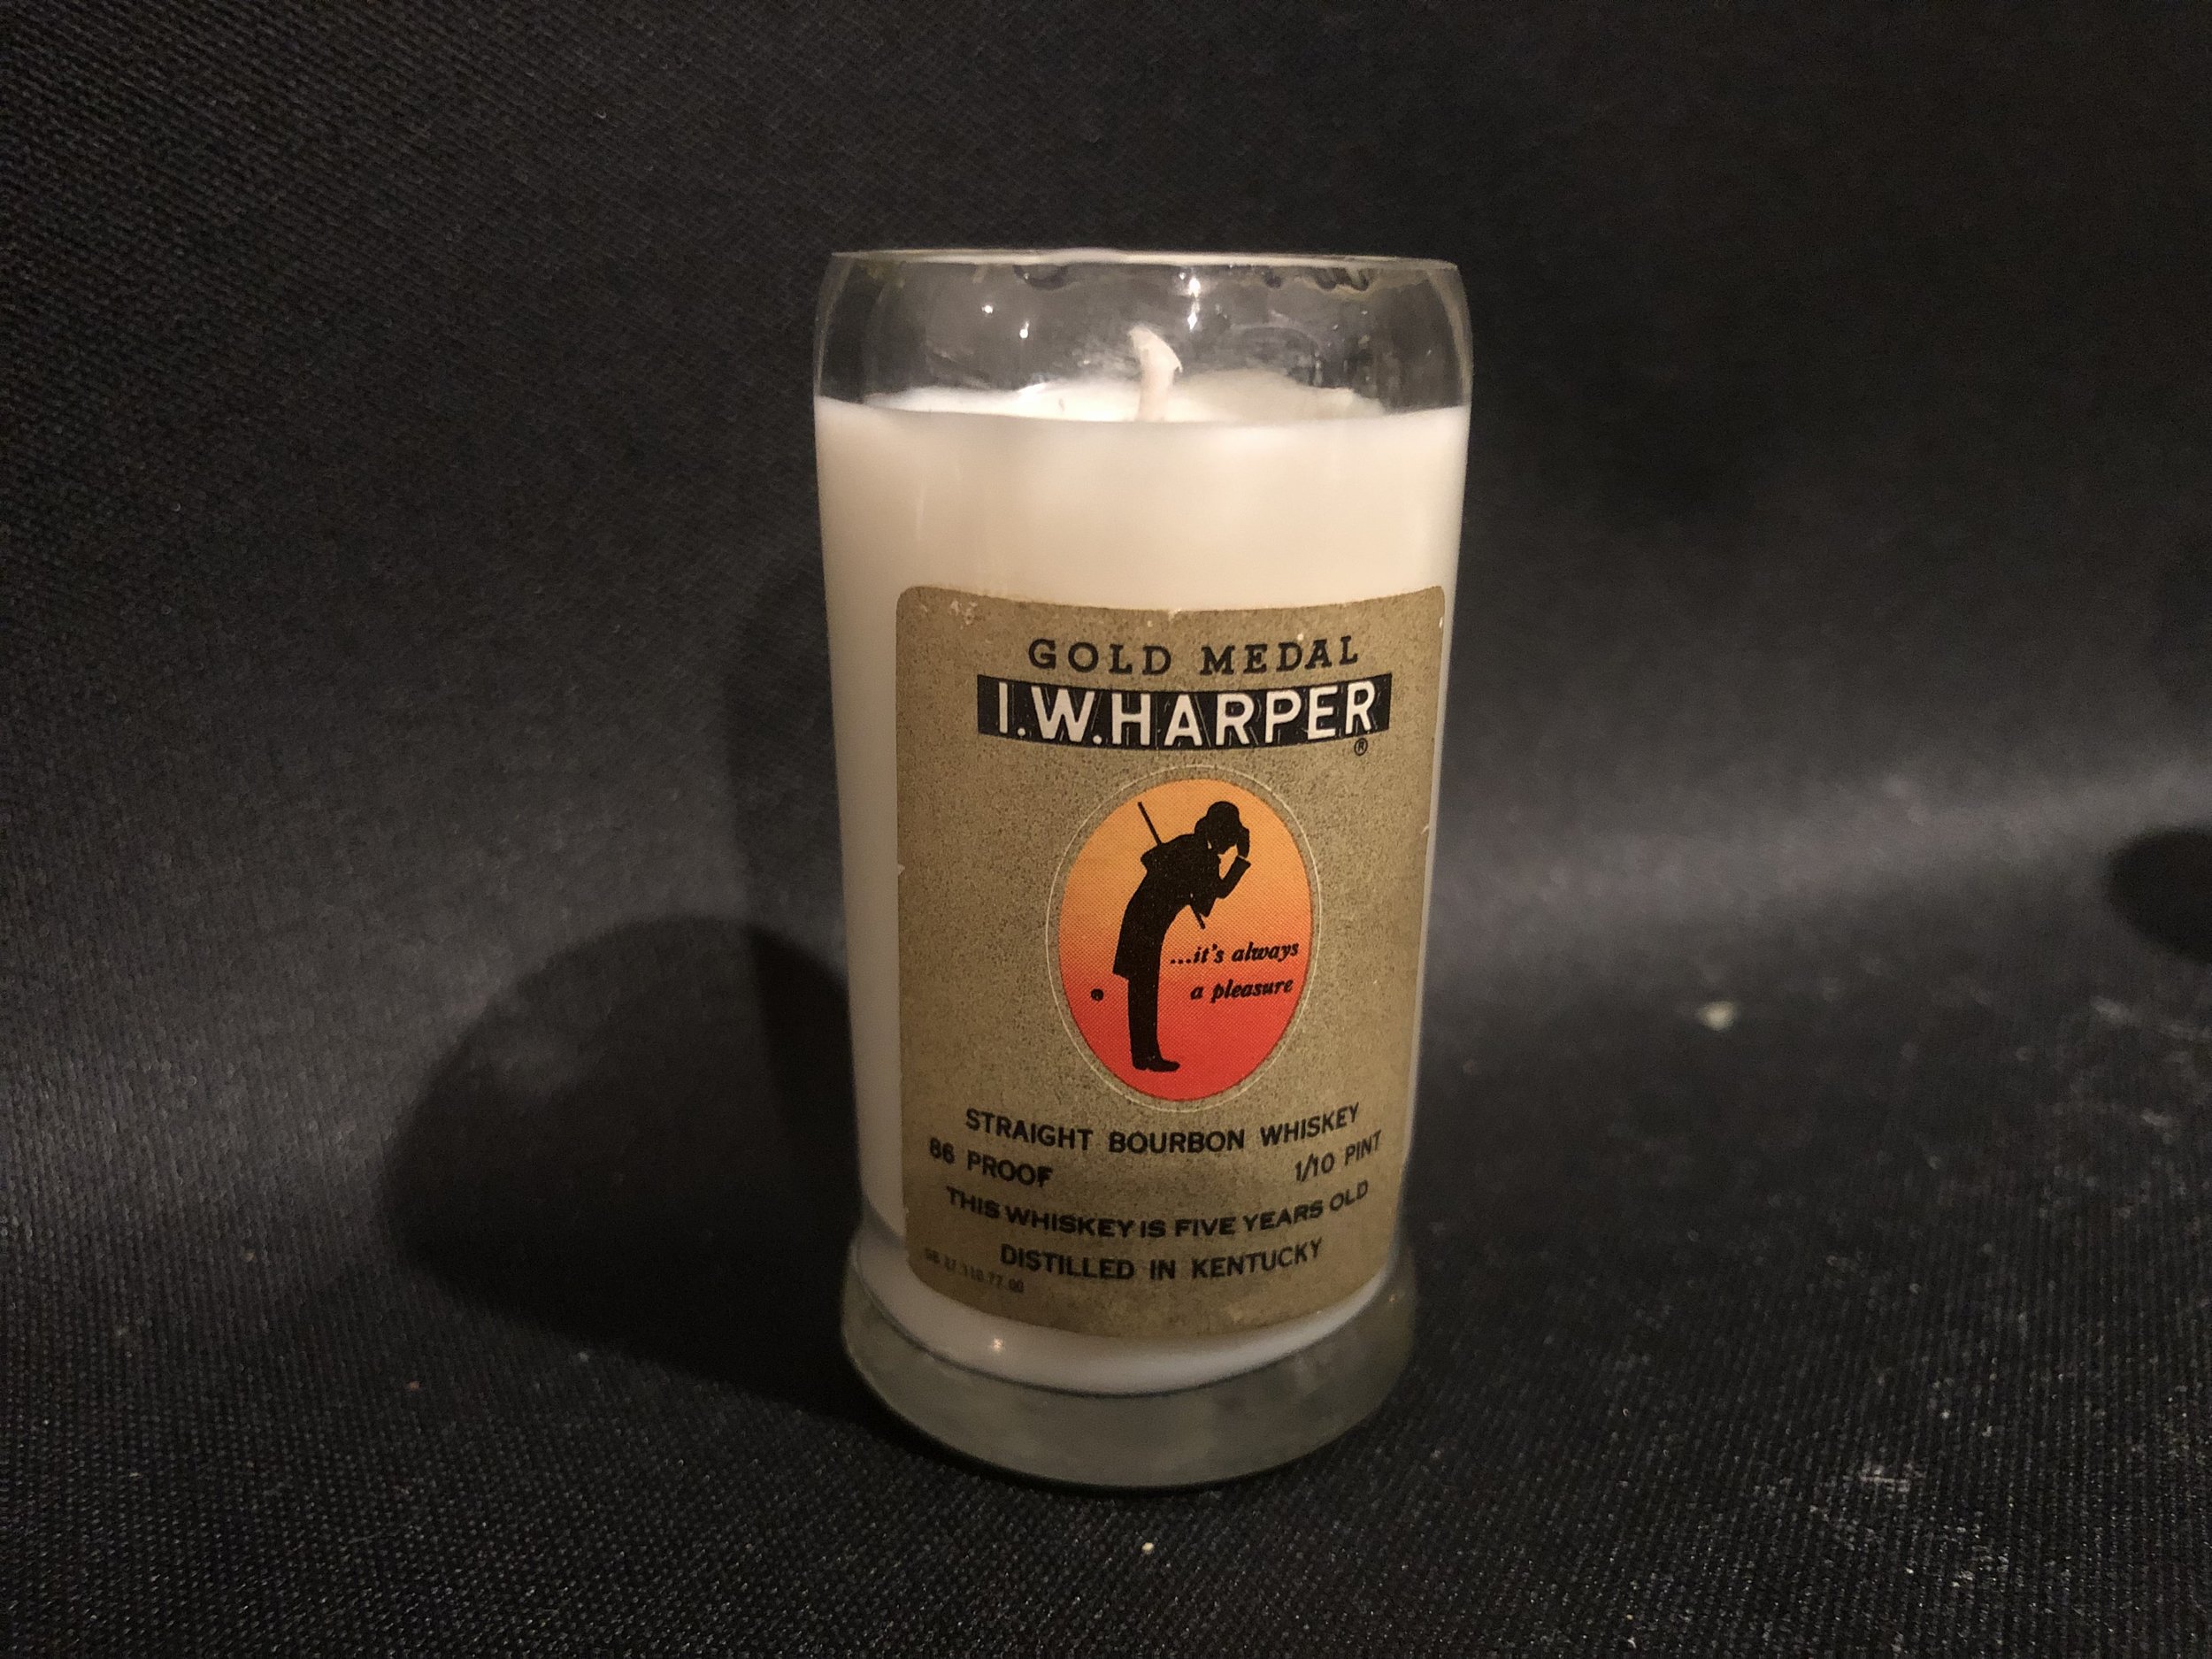 GOLD MEDAL
I.W.HARPER
®
...it's always
a pleasure
STRAIGHT BOURBON WHISKEY
86 PROOF 1/10 PINT
THIS WHISKEY IS FIVE YEARS OLD
DISTILLED IN KENTUCKY